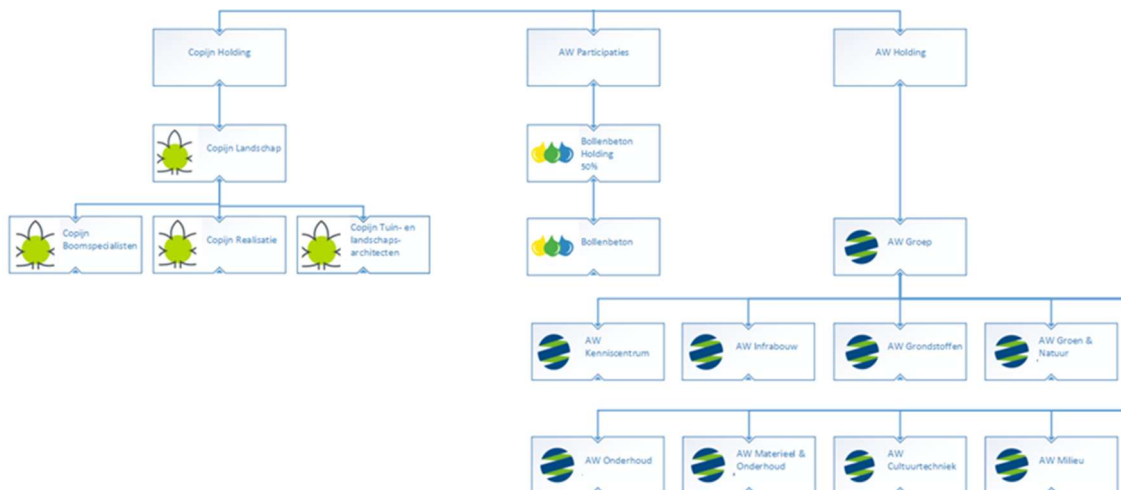 Copijn Holding
AW Participaties
AW Holding
Copijn Landschap
Bollenbeton
Holding
50%
Copijn
Boomspecialisten
Copijn Realisatie
Copijn Tuin- en
landschaps-
architecten
Bollenbeton
AW Groep
AW
Kenniscentrum
AW Infrabouw
AW Grondstoffen
AW Groen &
Natuur
AW Onderhoud
AW Materieel &
Onderhoud
AW
Cultuurtechniek
AW Milieu